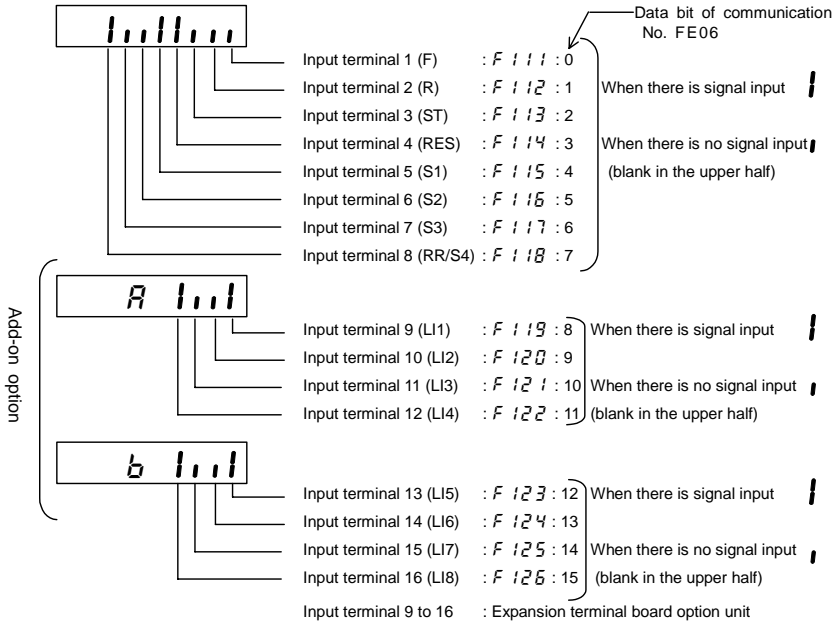 Data bit of communication
No. FE06
Input terminal 1 (F) : F111 : 0
Input terminal 2 (R) : F112 : 1 When there is signal input
Input terminal 3 (ST) : F113 : 2
Input terminal 4 (RES) : F114 : 3 When there is no signal input
Input terminal 5 (S1) : F115 : 4 (blank in the upper half)
Input terminal 6 (S2) : F116 : 5
Input terminal 7 (S3) : F117 : 6
Input terminal 8 (RR/S4) : F118 : 7
Add-on option
A
Input terminal 9 (LI1) : F119 : 8 When there is signal input
Input terminal 10 (LI2) : F120 : 9
Input terminal 11 (LI3) : F121 : 10 When there is no signal input
Input terminal 12 (LI4) : F122 : 11 (blank in the upper half)
b
Input terminal 13 (LI5) : F123 : 12 When there is signal input
Input terminal 14 (LI6) : F124 : 13
Input terminal 15 (LI7) : F125 : 14 When there is no signal input
Input terminal 16 (LI8) : F126 : 15 (blank in the upper half)
Input terminal 9 to 16 : Expansion terminal board option unit